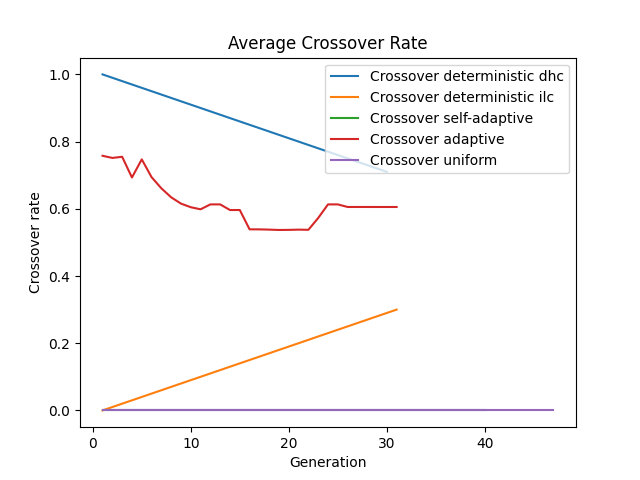 Average Crossover Rate
Crossover deterministic dhc
Crossover deterministic ilc
Crossover self-adaptive
Crossover adaptive
Crossover uniform
Crossover rate
1.0
0.8
0.6
0.4
0.2
0.0
0 10 20 30 40
Generation